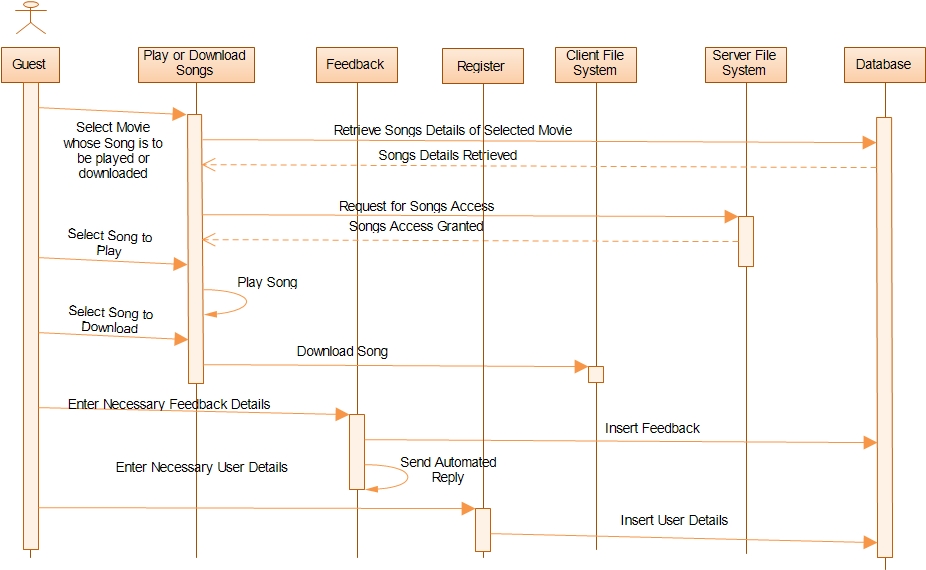 Guest
Play or Download
Songs
Feedback
Register
Client File
System
Server File
System
Database
Select Movie
whose Song is to
be played or
downloaded
Retrieve Songs Details of Selected Movie
Songs Details Retrieved
Request for Songs Access
Songs Access Granted
Select Song to
Play
Play Song
Select Song to
Download
Download Song
Enter Necessary Feedback Details
Insert Feedback
Enter Necessary User Details
Send Automated
Reply
Insert User Details